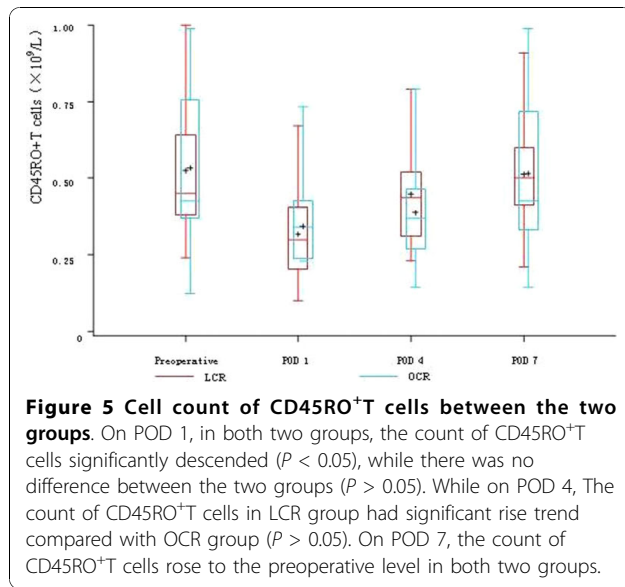 1.00
0.75
0.50
0.25
0
CD45RO+T cells (×10⁹/L)
Preoperative POD 1 POD 4 POD 7
LCR OCR
Figure 5 Cell count of CD45RO⁺T cells between the two
groups. On POD 1, in both two groups, the count of CD45RO⁺T
cells significantly descended (P < 0.05), while there was no
difference between the two groups (P > 0.05). While on POD 4, The
count of CD45RO⁺T cells in LCR group had significant rise trend
compared with OCR group (P > 0.05). On POD 7, the count of
CD45RO⁺T cells rose to the preoperative level in both two groups.